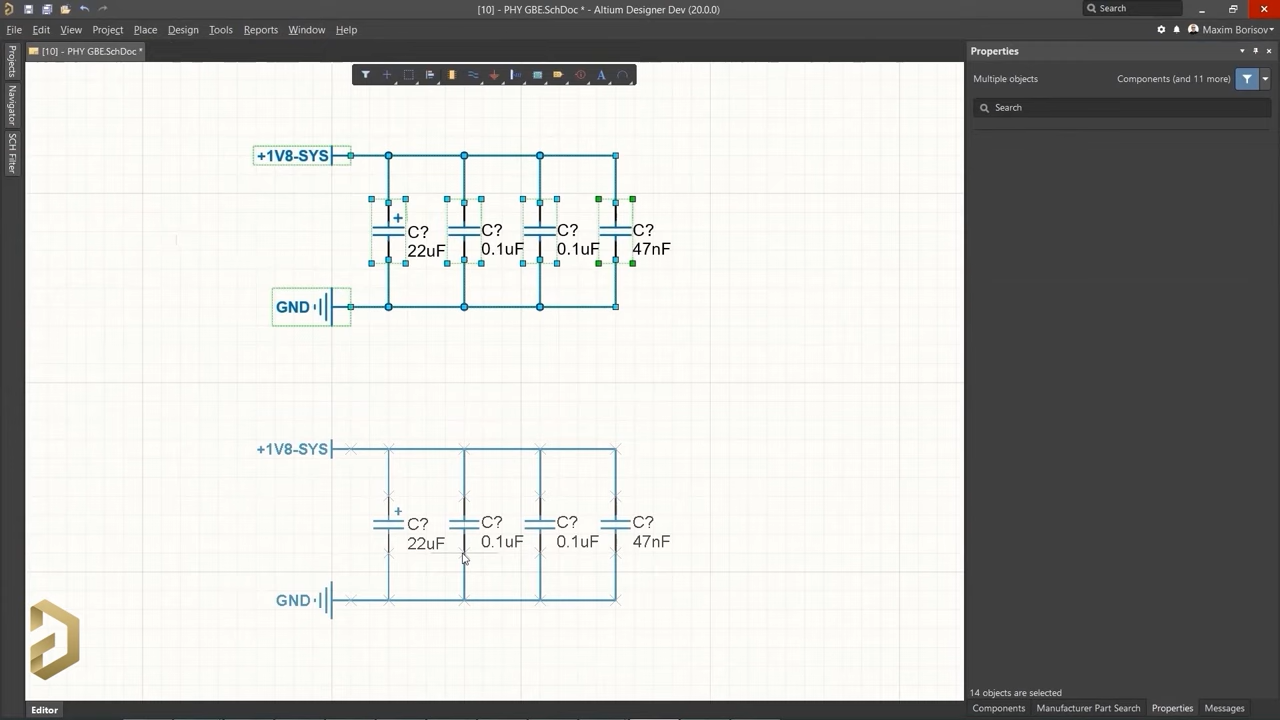 [10] - PHY GBE.SchDoc * - Altium Designer Dev (20.0.0)
Search
File Edit View Project Place Design Tools Reports Window Help
Maxim Borisov
[10] - PHY GBE.SchDoc *
Projects
Navigator
SCH Filter
Properties
Multiple objects
Components (and 11 more)
Search
+1V8-SYS
C? C? C? C?
22uF 0.1uF 0.1uF 47nF
GND
+1V8-SYS
C? C? C? C?
22uF 0.1uF 0.1uF 47nF
GND
14 objects are selected
Editor
Components Manufacturer Part Search Properties Messages